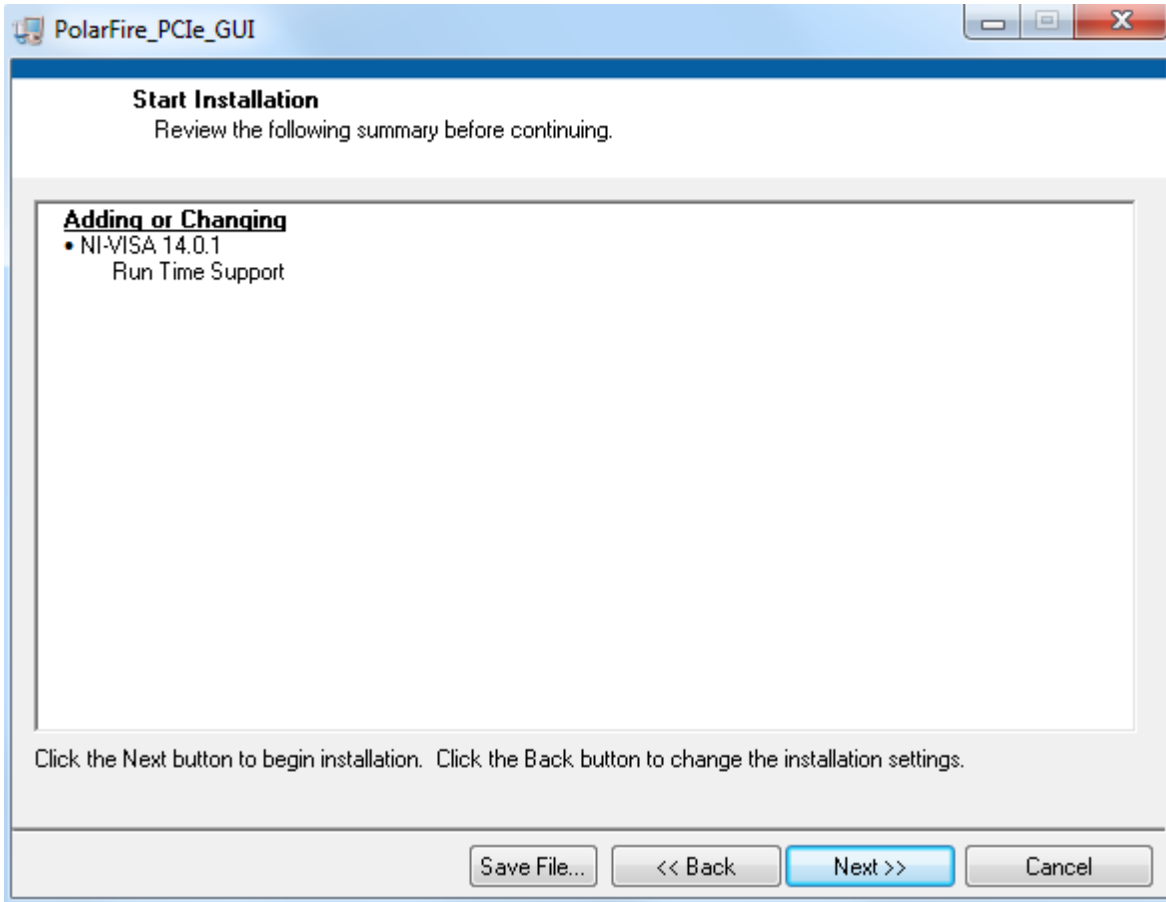 PolarFire_PCIe_GUI
Start Installation
Review the following summary before continuing.
Adding or Changing
• NI-VISA 14.0.1
Run Time Support
Click the Next button to begin installation.  Click the Back button to change the installation settings.
Save File...
<< Back
Next >>
Cancel